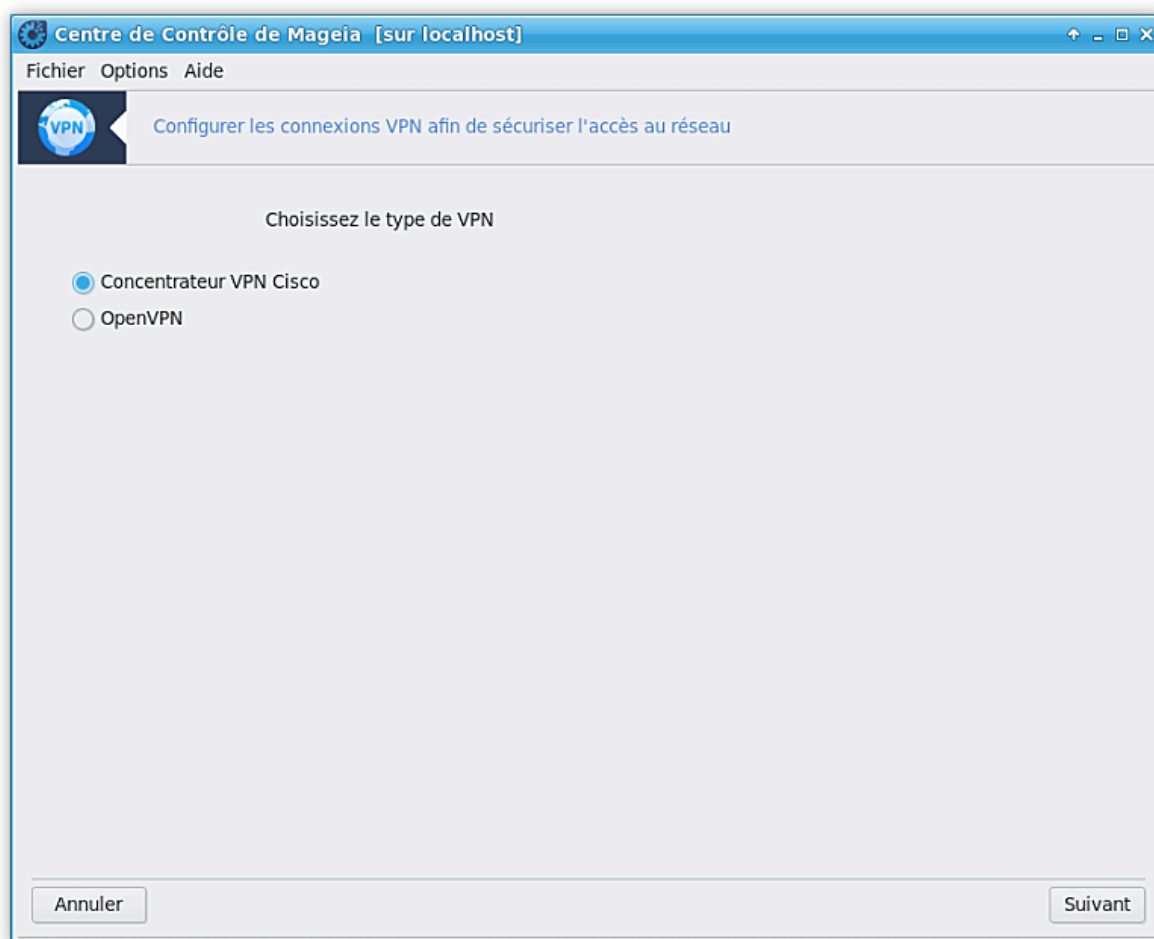 Centre de Contrôle de Mageia [sur localhost]
Fichier Options Aide
VPN
Configurer les connexions VPN afin de sécuriser l'accès au réseau
Choisissez le type de VPN
Concentrateur VPN Cisco
OpenVPN
Annuler Suivant